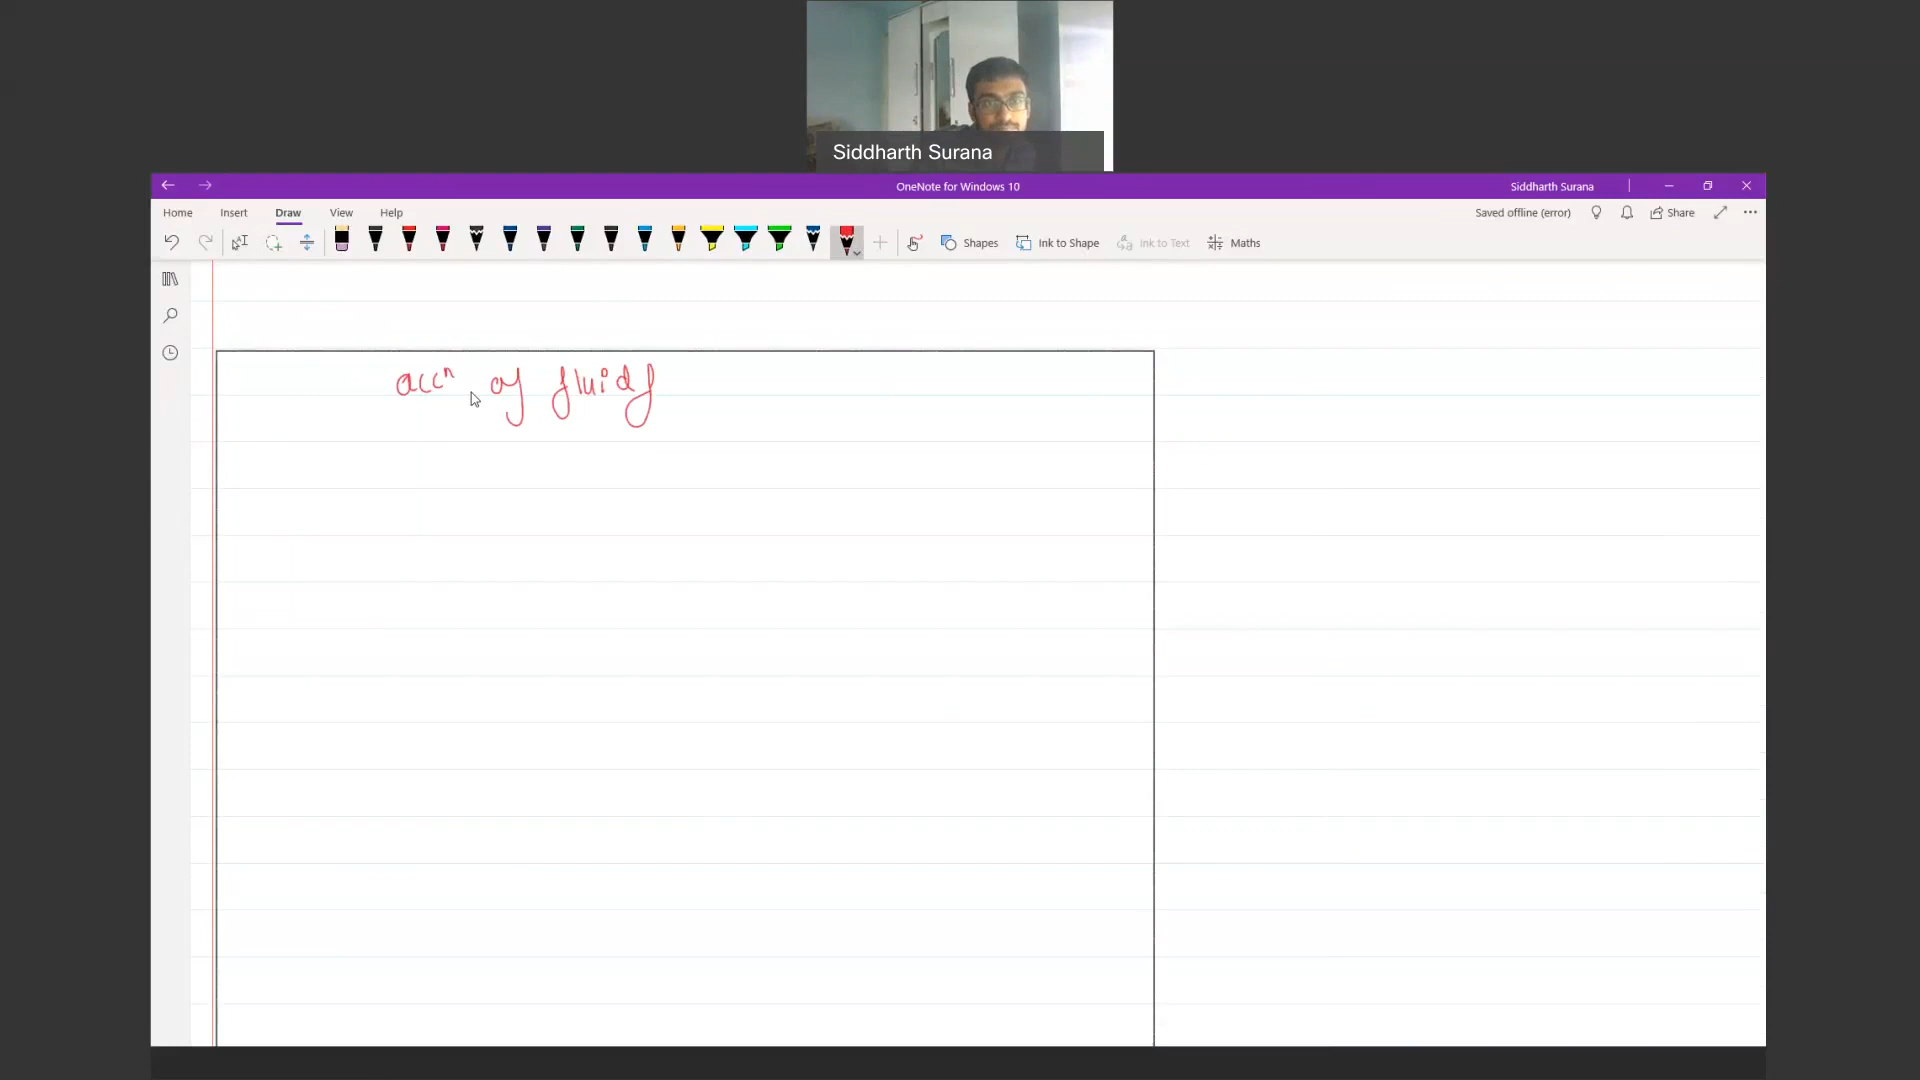 Siddharth Surana
OneNote for Windows 10
Siddharth Surana
Home Insert Draw View Help
Saved offline (error)
Share
Shapes
Ink to Shape
Ink to Text
Maths
accⁿ of fluids